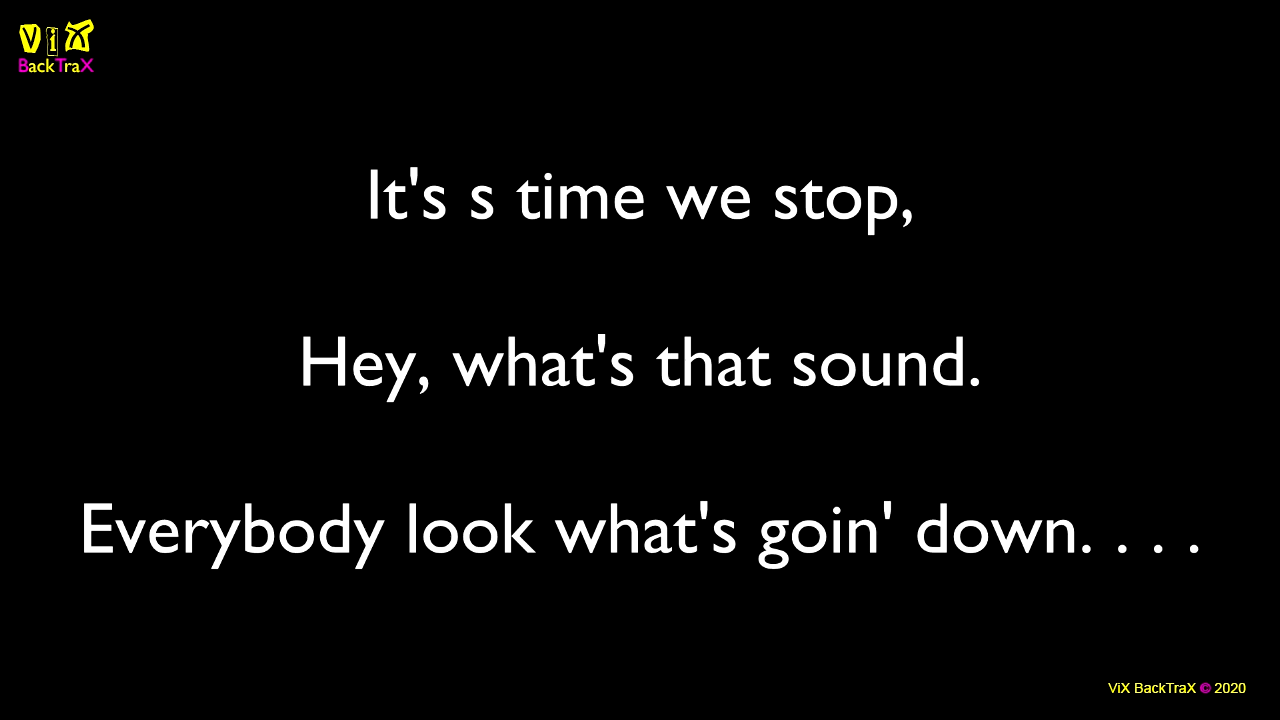 ViX
BackTraX
It's s time we stop,
Hey, what's that sound.
Everybody look what's goin' down. . . .
ViX BackTraX © 2020